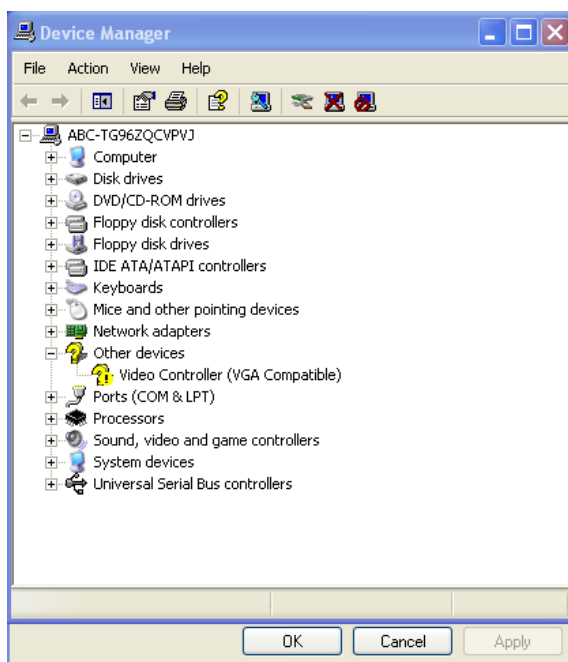 Device Manager
File Action View Help
ABC-TG96ZQCVPVJ
Computer
Disk drives
DVD/CD-ROM drives
Floppy disk controllers
Floppy disk drives
IDE ATA/ATAPI controllers
Keyboards
Mice and other pointing devices
Network adapters
Other devices
Video Controller (VGA Compatible)
Ports (COM & LPT)
Processors
Sound, video and game controllers
System devices
Universal Serial Bus controllers
OK Cancel Apply